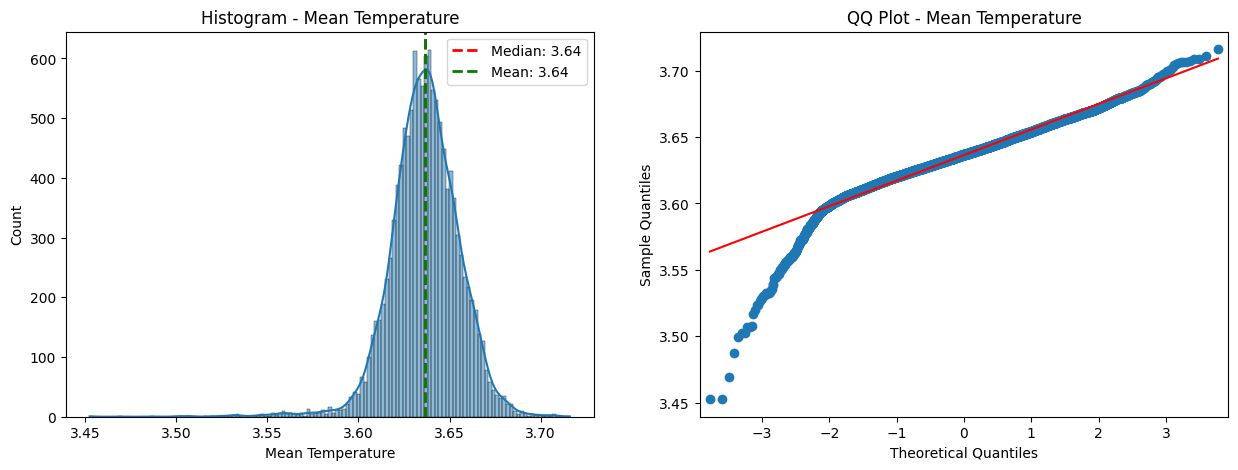 Histogram - Mean Temperature
Median: 3.64
Mean: 3.64
Count
600
500
400
300
200
100
0
3.45 3.50 3.55 3.60 3.65 3.70
Mean Temperature
QQ Plot - Mean Temperature
Sample Quantiles
3.70
3.65
3.60
3.55
3.50
3.45
−3 −2 −1 0 1 2 3
Theoretical Quantiles